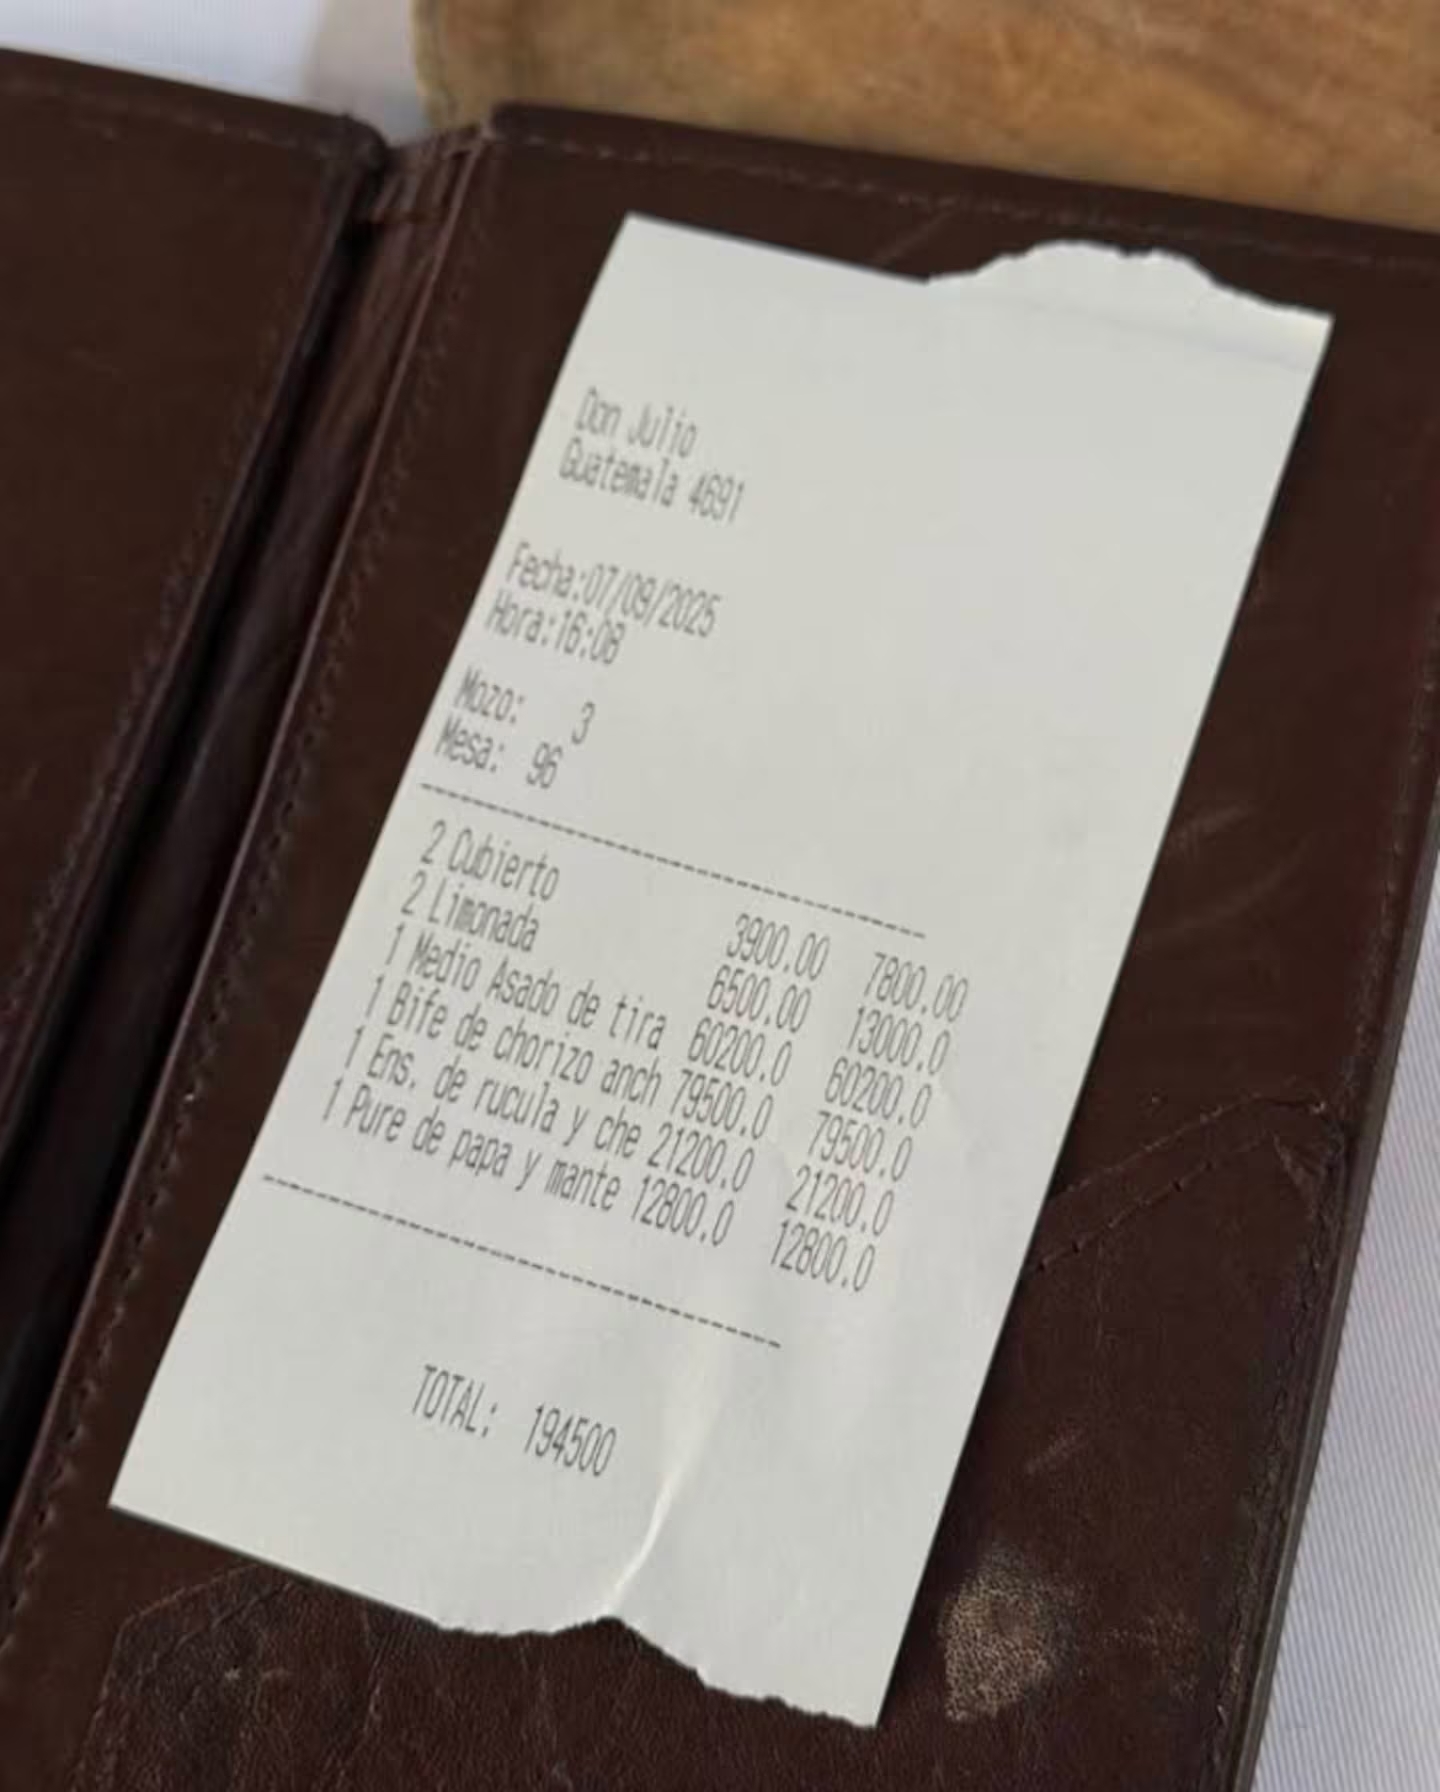 Don Julio
Guatemala 4691
Fecha:07/09/2025
Hora:16:08
Mozo: 3
Mesa: 96
2 Cubierto 3900.00 7800.00
2 Limonada 6500.00 13000.0
1 Medio Asado de tira 60200.0 60200.0
1 Bife de chorizo anch 79500.0 79500.0
1 Ens. de rucula y che 21200.0 21200.0
1 Pure de papa y mante 12800.0 12800.0
TOTAL: 194500